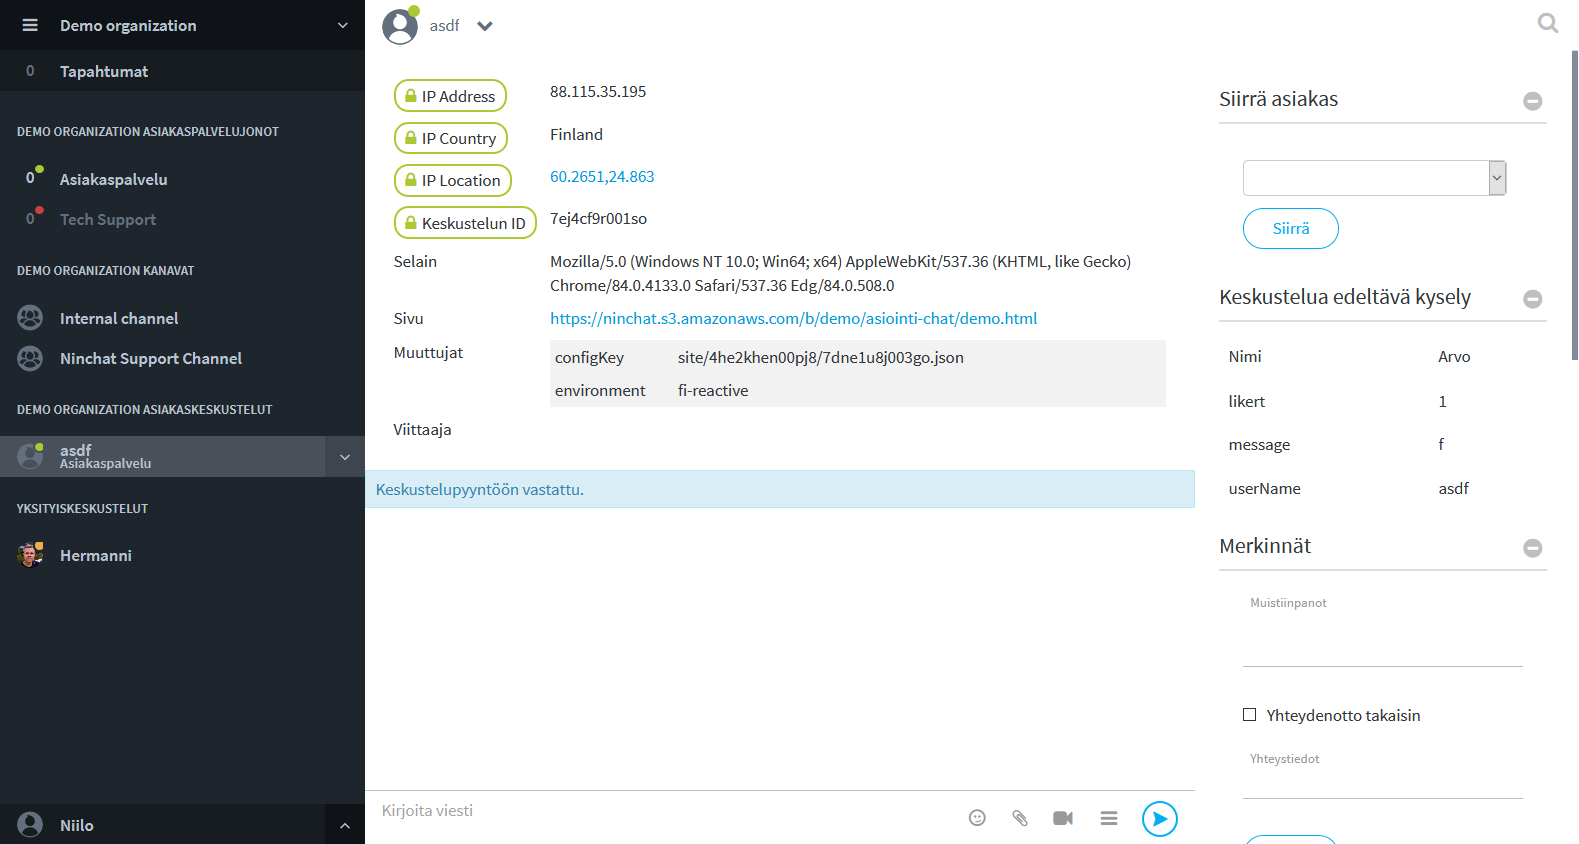 Demo organization
0 Tapahtumat
DEMO ORGANIZATION ASIAKASPALVELUJONOT
0 Asiakaspalvelu
0 Tech Support
DEMO ORGANIZATION KANAVAT
Internal channel
Ninchat Support Channel
DEMO ORGANIZATION ASIAKASKESKUSTELUT
asdf
Asiakaspalvelu
YKSITYISKESKUSTELUT
Hermanni
Niilo
asdf
IP Address 88.115.35.195
IP Country Finland
IP Location 60.2651,24.863
Keskustelun ID 7ej4cf9r001so
Selain Mozilla/5.0 (Windows NT 10.0; Win64; x64) AppleWebKit/537.36 (KHTML, like Gecko)
Chrome/84.0.4133.0 Safari/537.36 Edg/84.0.508.0
Sivu https://ninchat.s3.amazonaws.com/b/demo/asiointi-chat/demo.html
Muuttujat configKey site/4he2khen00pj8/7dne1u8j003go.json
environment fi-reactive
Viittaaja
Keskustelupyyntöön vastattu.
Kirjoita viesti
Siirrä asiakas
Siirrä
Keskustelua edeltävä kysely
Nimi Arvo
likert 1
message f
userName asdf
Merkinnät
Muistiinpanot
Yhteydenotto takaisin
Yhteystiedot